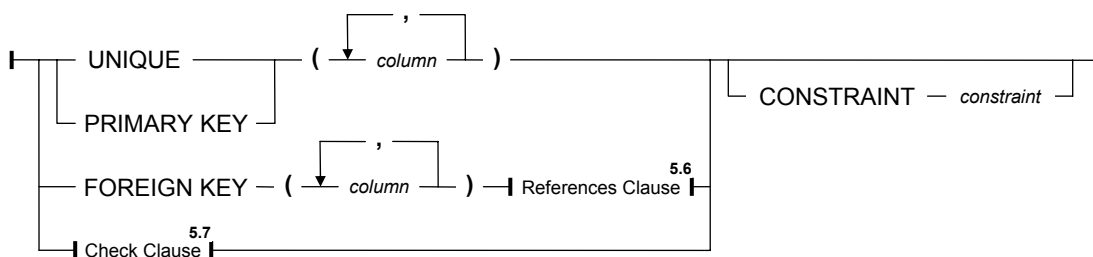 ,
UNIQUE ( column ) CONSTRAINT constraint
PRIMARY KEY
,
FOREIGN KEY ( column ) References Clause 5.6
Check Clause 5.7